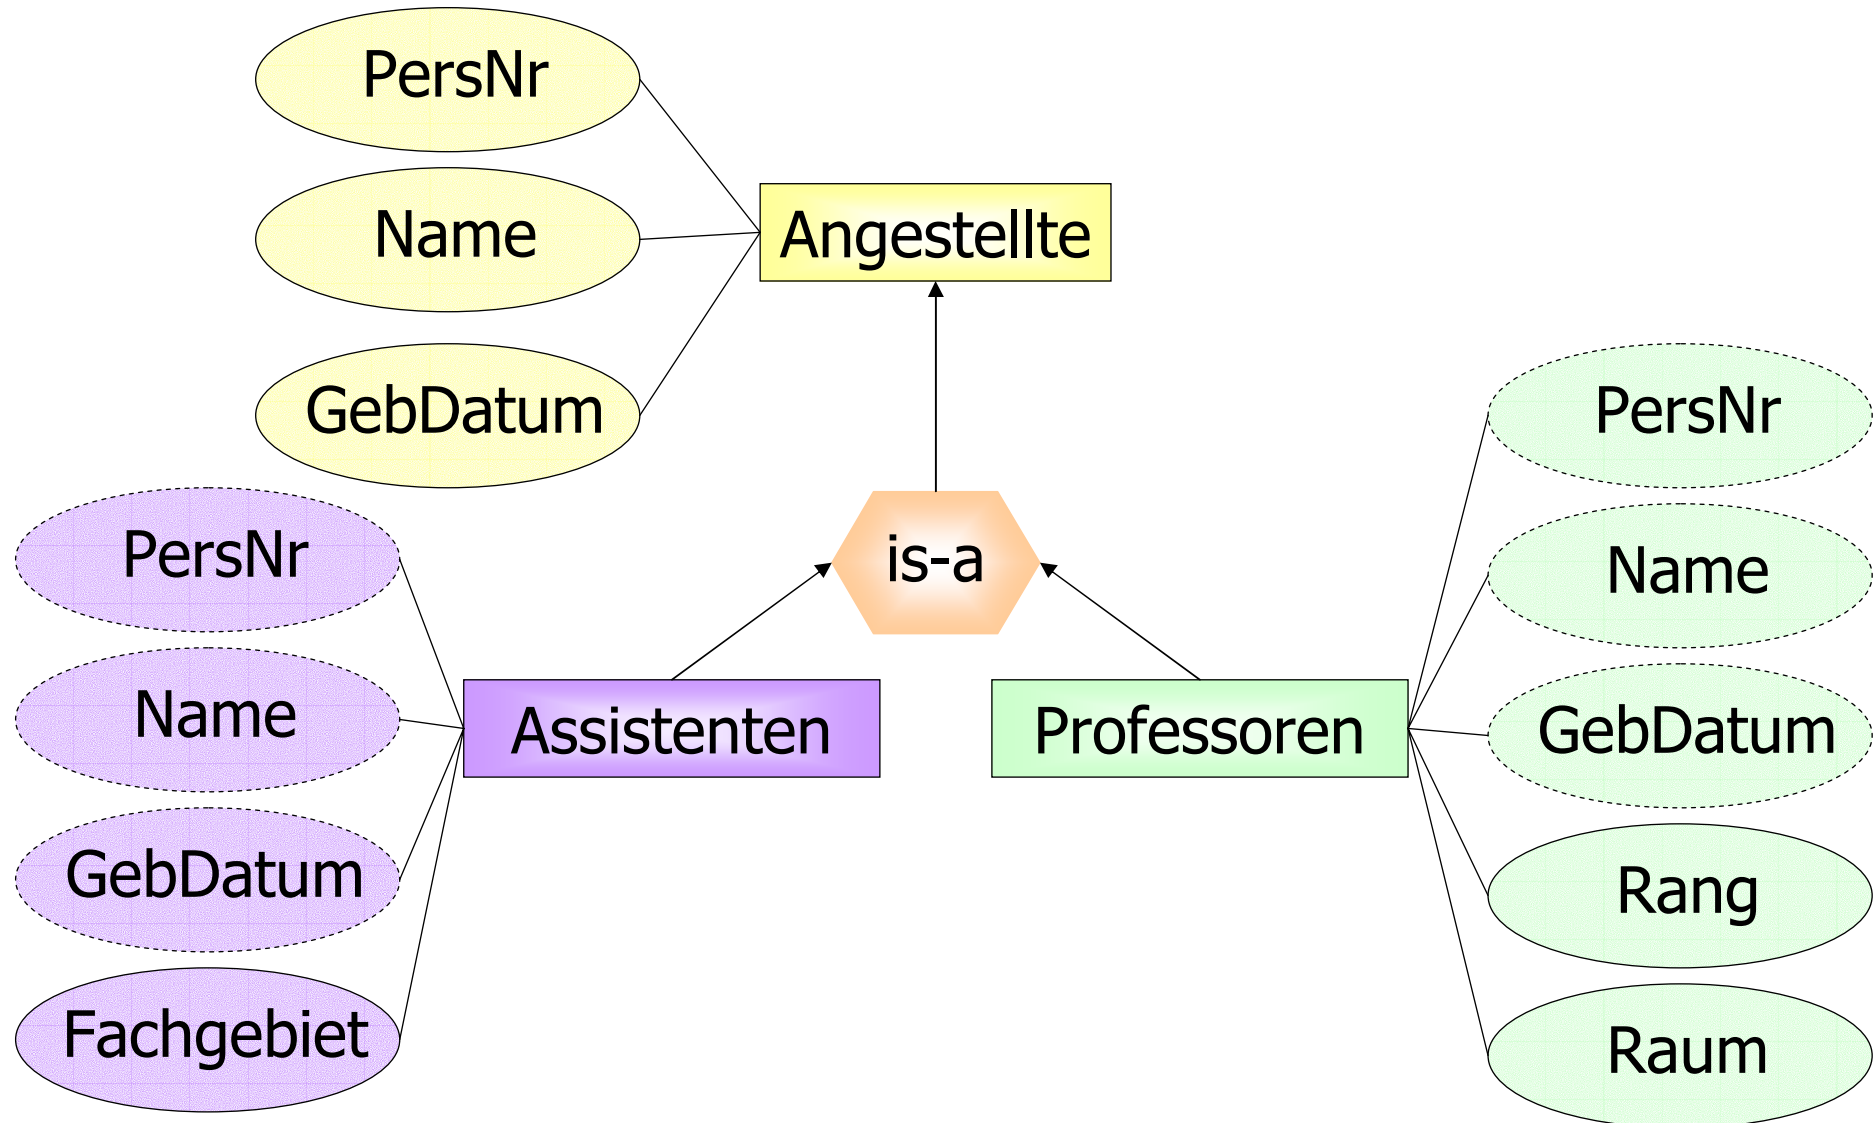 PersNr
Name
Angestellte
GebDatum
is-a
PersNr
Name
GebDatum
Fachgebiet
Assistenten
Professoren
PersNr
Name
GebDatum
Rang
Raum